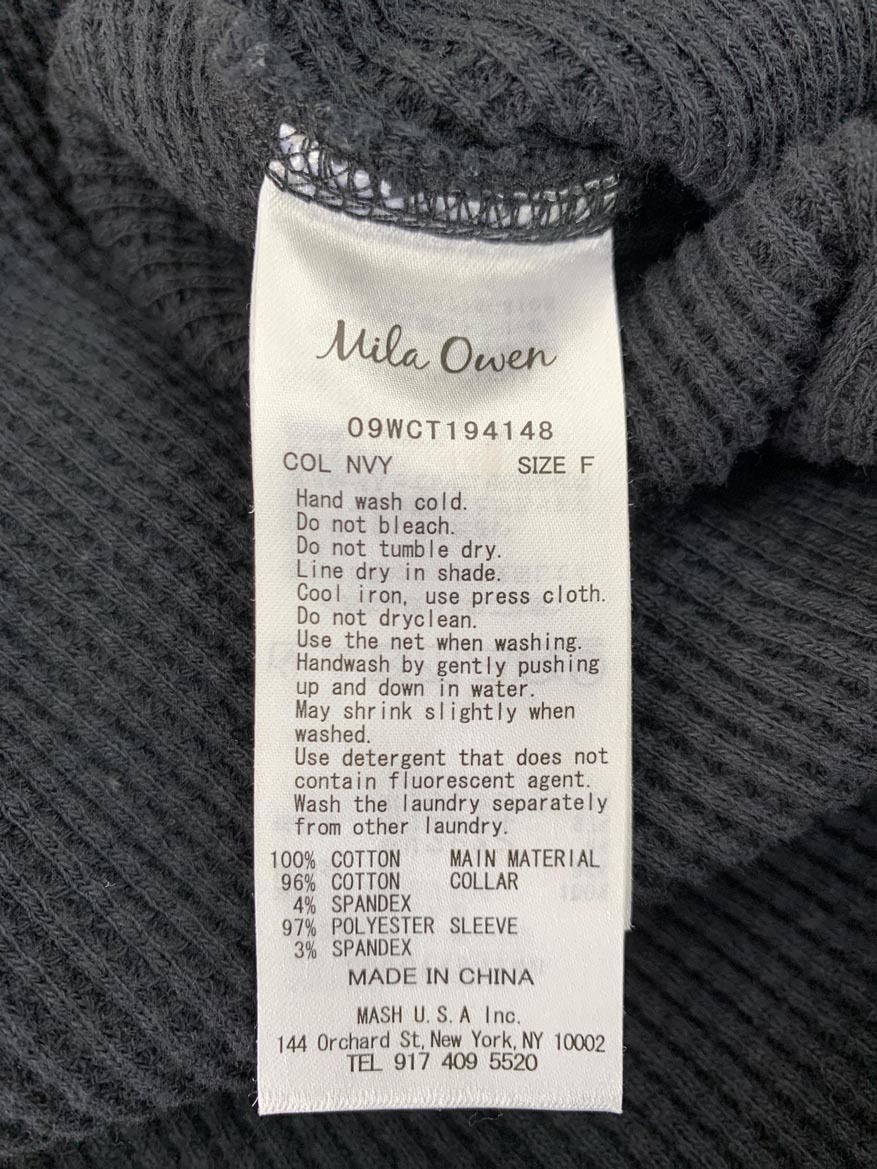 Mila Owen
09WCT194148
COL NVY SIZE F
Hand wash cold.
Do not bleach.
Do not tumble dry.
Line dry in shade.
Cool iron, use press cloth.
Do not dryclean.
Use the net when washing.
Handwash by gently pushing
up and down in water.
May shrink slightly when
washed.
Use detergent that does not
contain fluorescent agent.
Wash the laundry separately
from other laundry.
100% COTTON MAIN MATERIAL
96% COTTON COLLAR
4% SPANDEX
97% POLYESTER SLEEVE
3% SPANDEX
MADE IN CHINA
MASH U.S.A Inc.
144 Orchard St, New York, NY 10002
TEL 917 409 5520